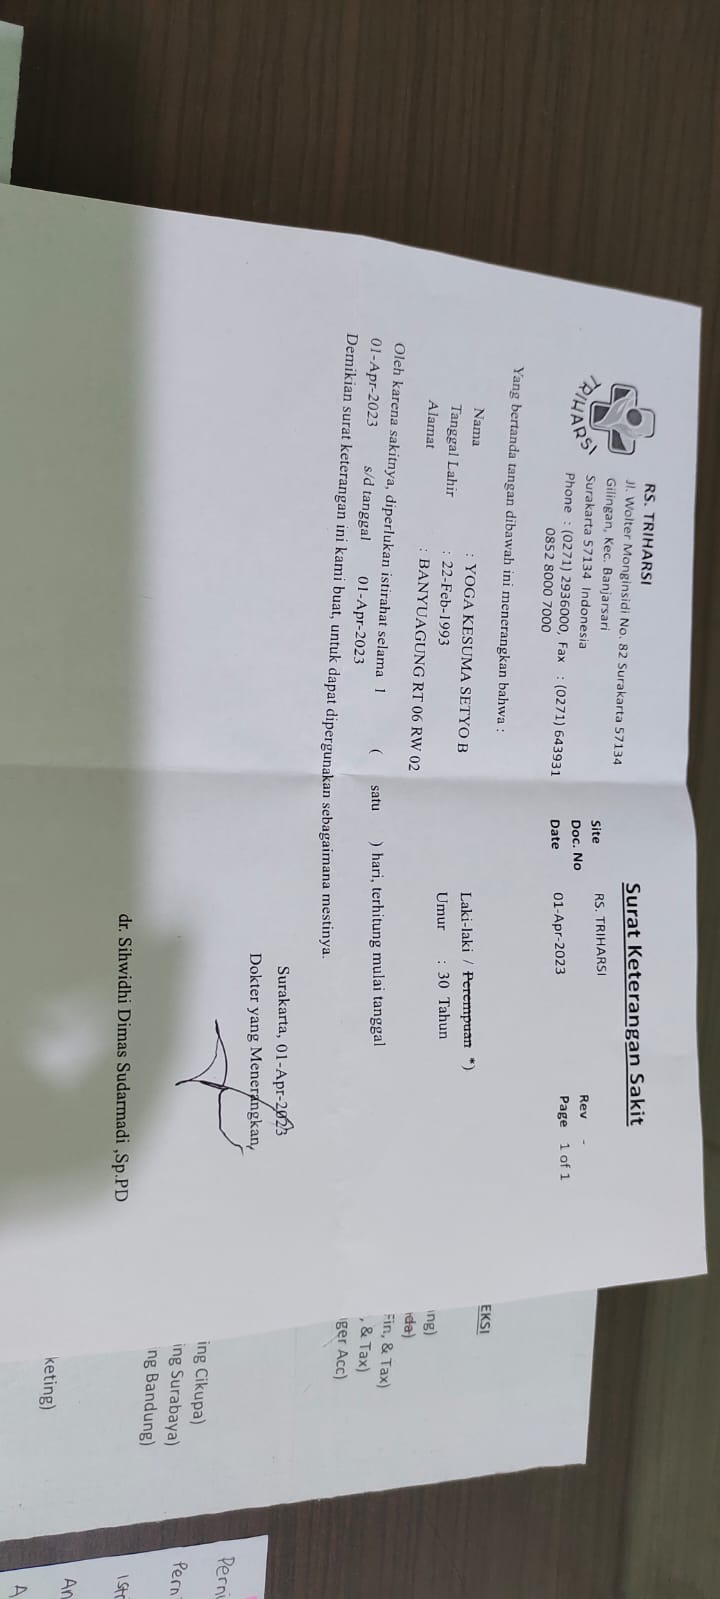 TRIHARSI
RS. TRIHARSI
Jl. Wolter Monginsidi No. 82 Surakarta 57134
Gilingan, Kec. Banjarsari
Surakarta 57134 Indonesia
Phone : (0271) 2936000, Fax : (0271) 643931
0852 8000 7000
Surat Keterangan Sakit
Site RS. TRIHARSI
Doc. No Rev -
Date 01-Apr-2023 Page 1 of 1
Yang bertanda tangan dibawah ini menerangkan bahwa :
Nama : YOGA KESUMA SETYO B Laki-laki / Perempuan *)
Tanggal Lahir : 22-Feb-1993 Umur : 30 Tahun
Alamat : BANYUAGUNG RT 06 RW 02
Oleh karena sakitnya, diperlukan istirahat selama 1 ( satu ) hari, terhitung mulai tanggal
01-Apr-2023 s/d tanggal 01-Apr-2023
Demikian surat keterangan ini kami buat, untuk dapat dipergunakan sebagaimana mestinya.
Surakarta, 01-Apr-2023
Dokter yang Menerangkan,
dr. Sihwidhi Dimas Sudarmadi ,Sp.PD
EKSI
ing)
ida)
Fin, & Tax)
, & Tax)
ger Acc)
ing Cikupa)
ing Surabaya)
ng Bandung)
keting)
Perni
Pern
Istr
An
A